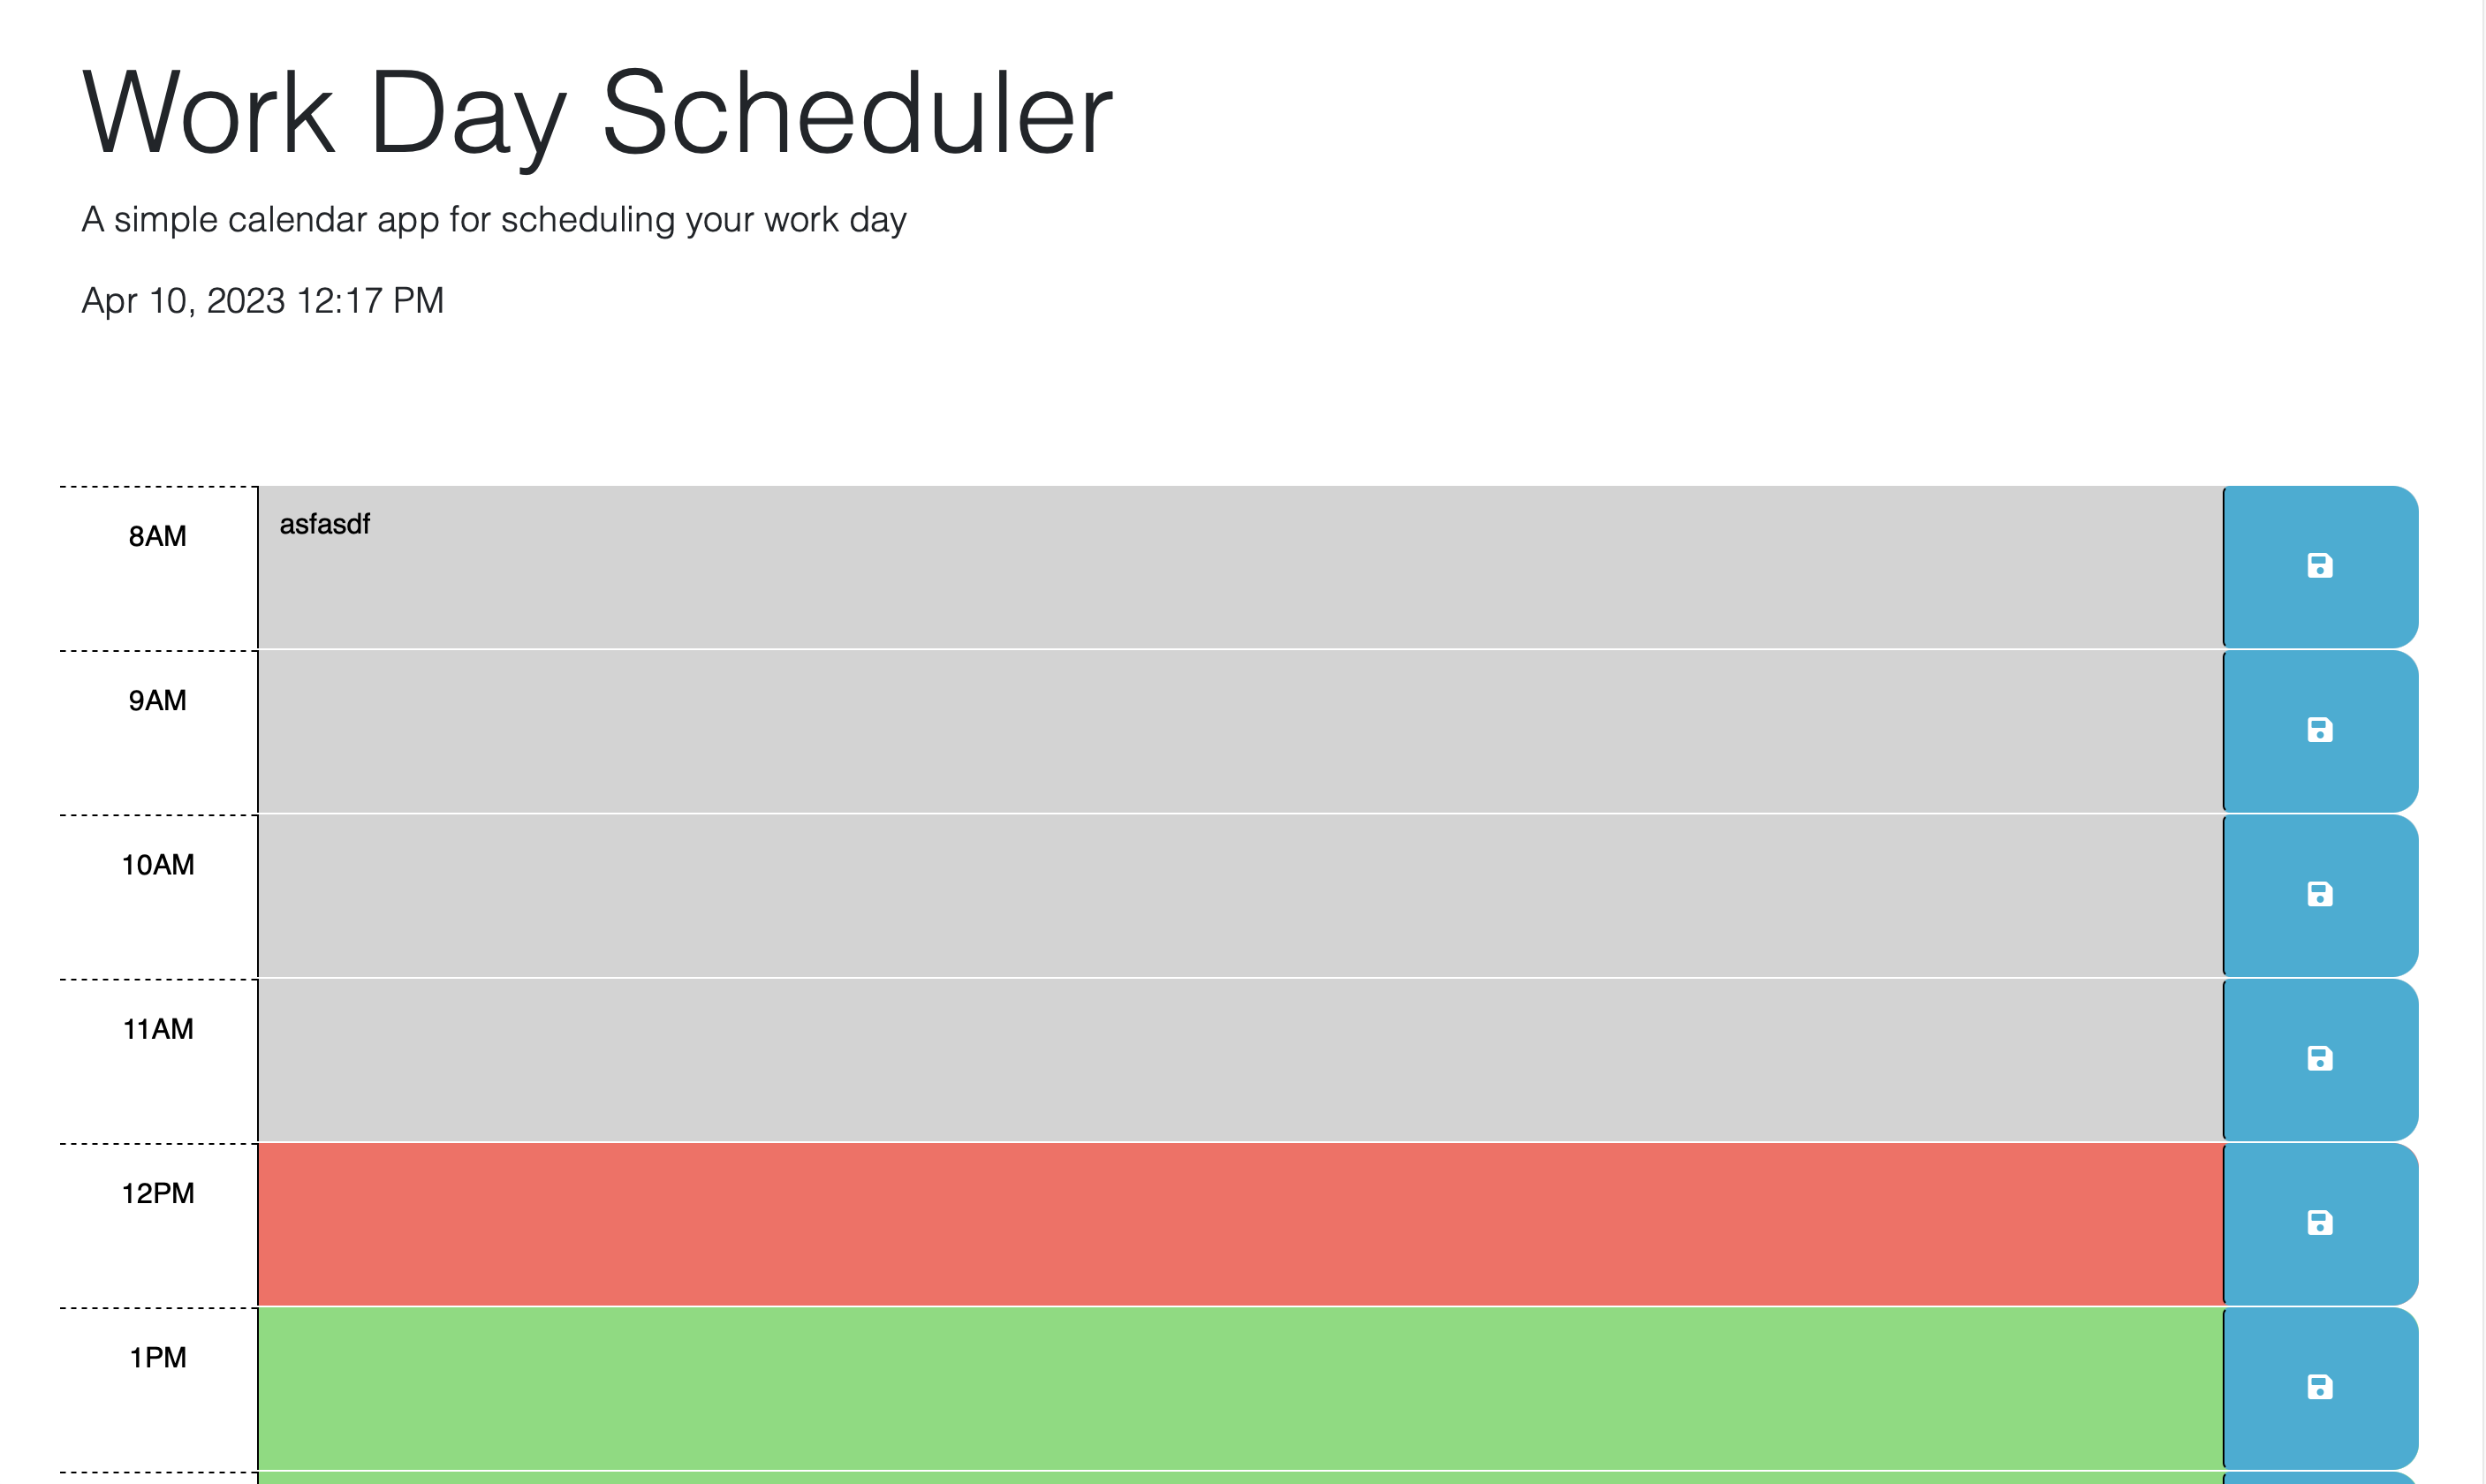 Work Day Scheduler
A simple calendar app for scheduling your work day
Apr 10, 2023 12:17 PM
8AM
asfasdf
9AM
10AM
11AM
12PM
1PM